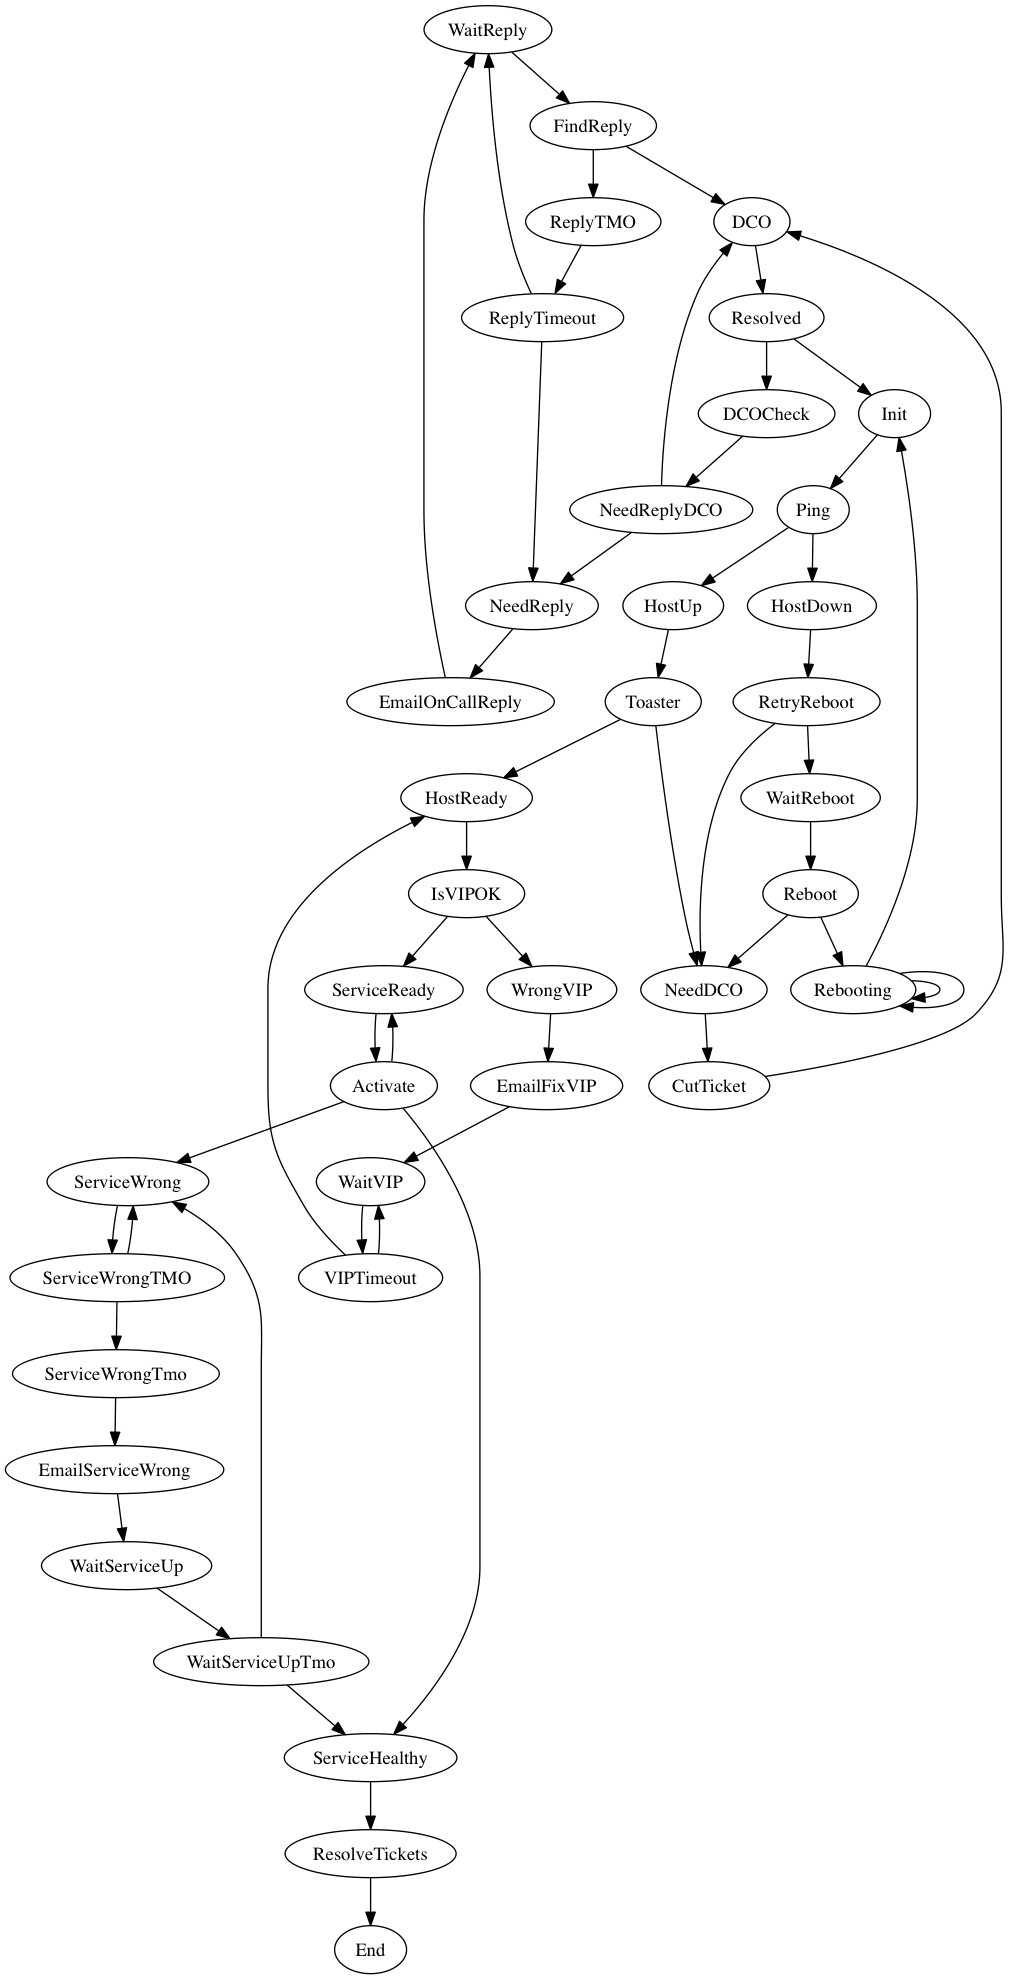 WaitReply
FindReply
ReplyTMO
DCO
ReplyTimeout
Resolved
DCOCheck
Init
NeedReplyDCO
Ping
NeedReply
HostUp
HostDown
EmailOnCallReply
Toaster
RetryReboot
HostReady
WaitReboot
IsVIPOK
Reboot
ServiceReady
WrongVIP
NeedDCO
Rebooting
Activate
EmailFixVIP
CutTicket
ServiceWrong
WaitVIP
ServiceWrongTMO
VIPTimeout
ServiceWrongTmo
EmailServiceWrong
WaitServiceUp
WaitServiceUpTmo
ServiceHealthy
ResolveTickets
End